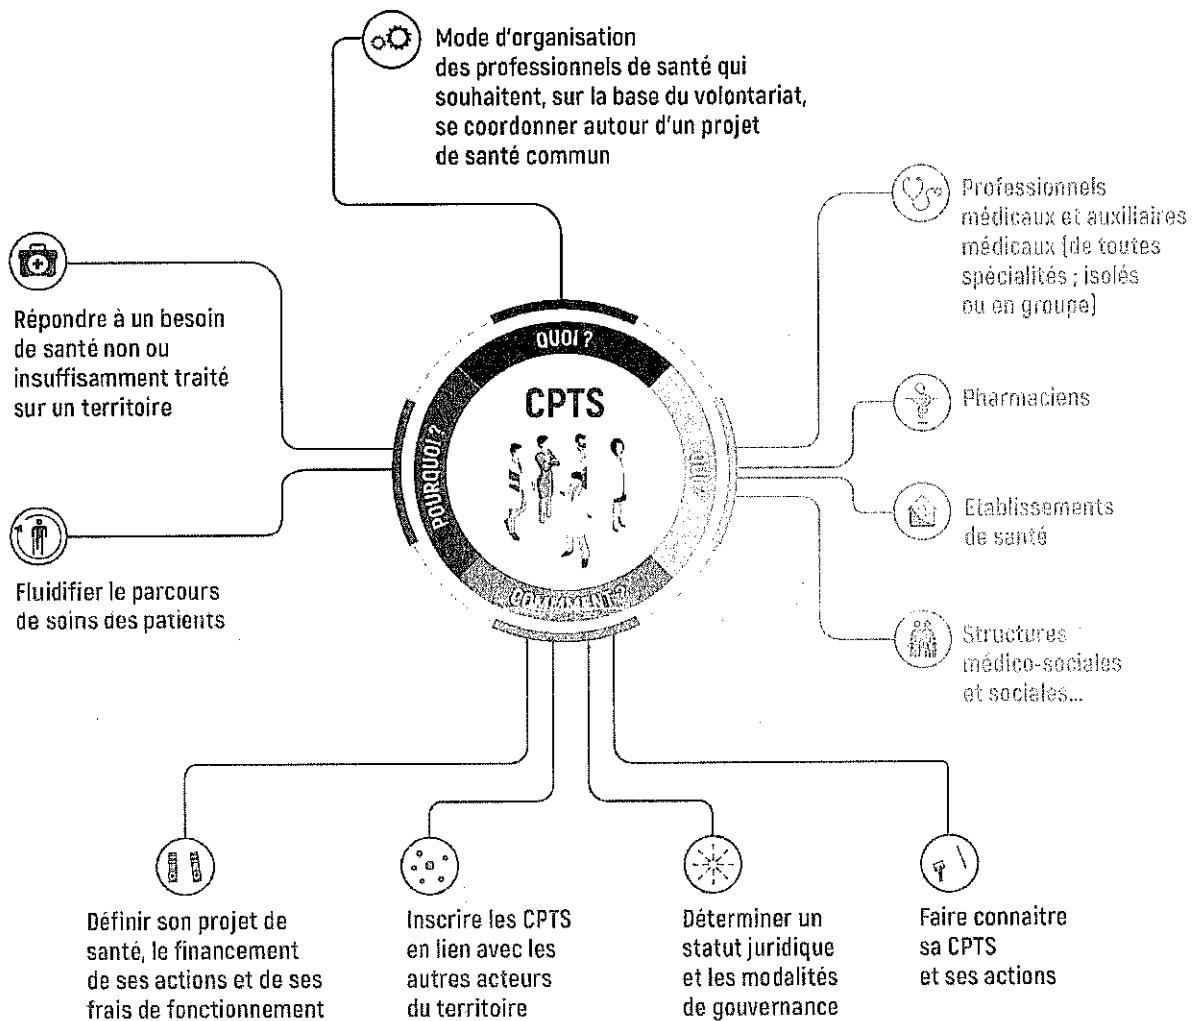 Mode d'organisation
des professionnels de santé qui
souhaitent, sur la base du volontariat,
se coordonner autour d'un projet
de santé commun
Professionnels
médicaux et auxiliaires
médicaux (de toutes
spécialités ; isolés
ou en groupe)
Répondre à un besoin
de santé non ou
insuffisamment traité
sur un territoire
QUOI ?
CPTS
POURQUOI ?
QUI ?
COMMENT ?
Pharmaciens
Etablissements
de santé
Fluidifier le parcours
de soins des patients
Structures
médico-sociales
et sociales...
Définir son projet de
santé, le financement
de ses actions et de ses
frais de fonctionnement
Inscrire les CPTS
en lien avec les
autres acteurs
du territoire
Déterminer un
statut juridique
et les modalités
de gouvernance
Faire connaitre
sa CPTS
et ses actions